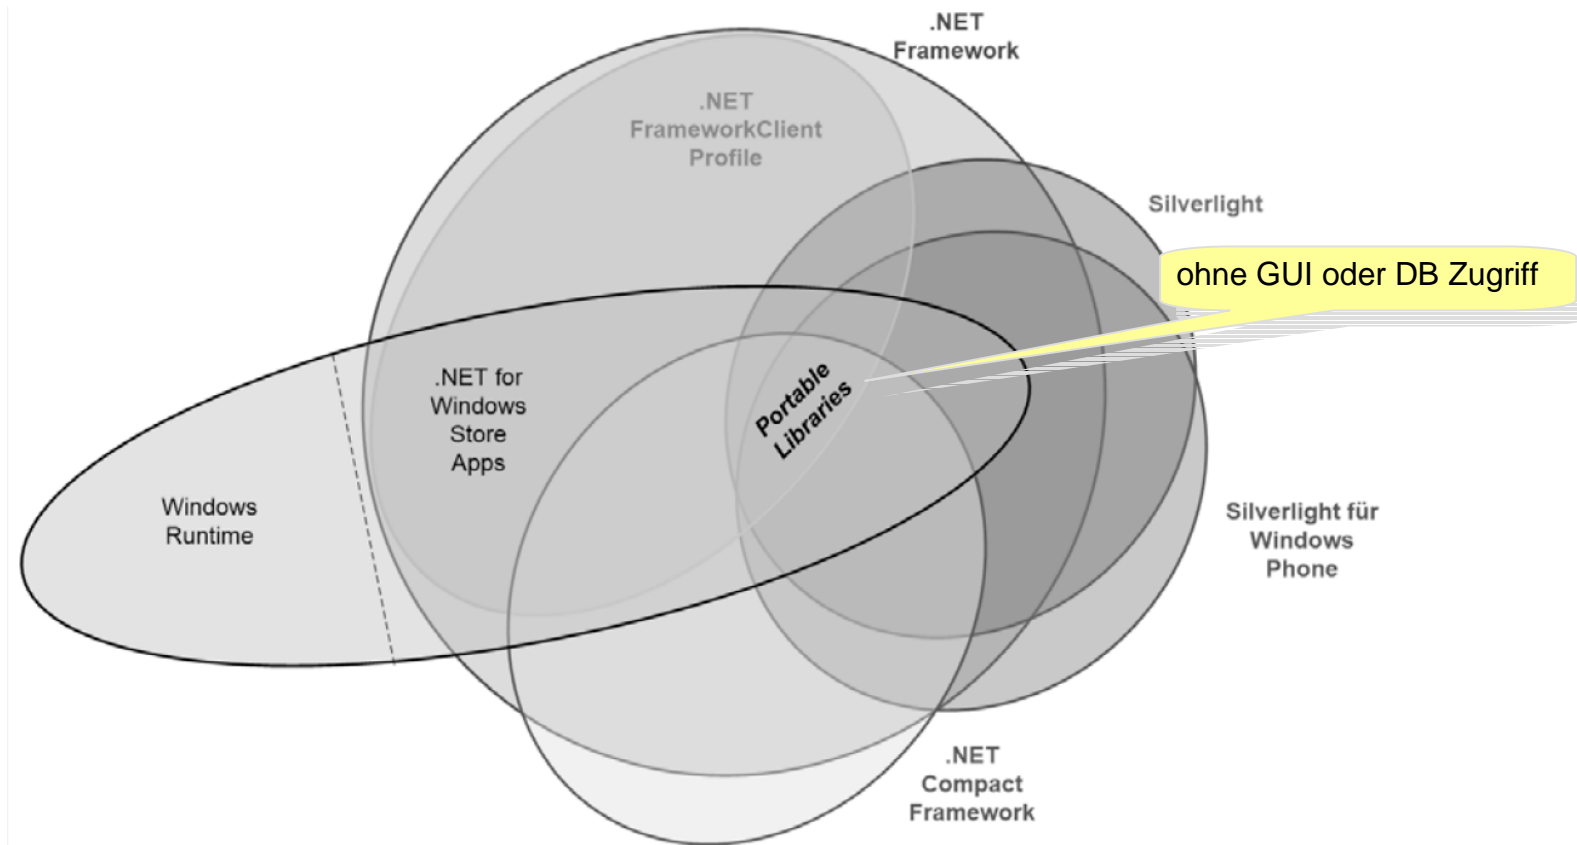 .NET
Framework
.NET
FrameworkClient
Profile
Silverlight
ohne GUI oder DB Zugriff
.NET for
Windows
Store
Apps
Portable
Libraries
Windows
Runtime
Silverlight für
Windows
Phone
.NET
Compact
Framework